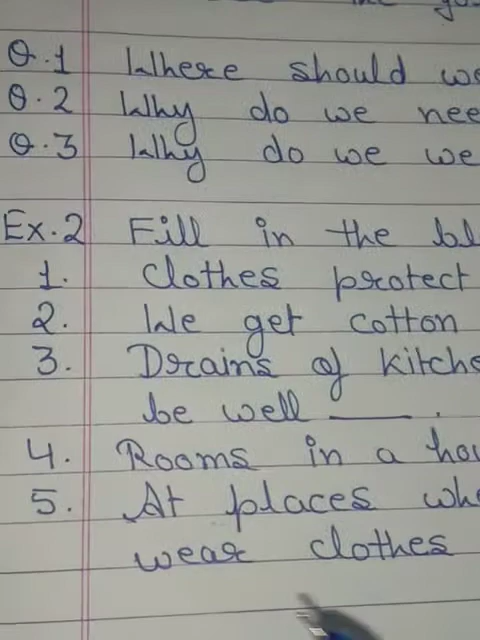 Q.1 Where should we
Q.2 Why do we nee
Q.3 Why do we we
Ex.2 Fill in the bl
1. Clothes protect
2. We get cotton
3. Drains of kitche
be well ____ .
4. Rooms in a hou
5. At places whe
wear clothes